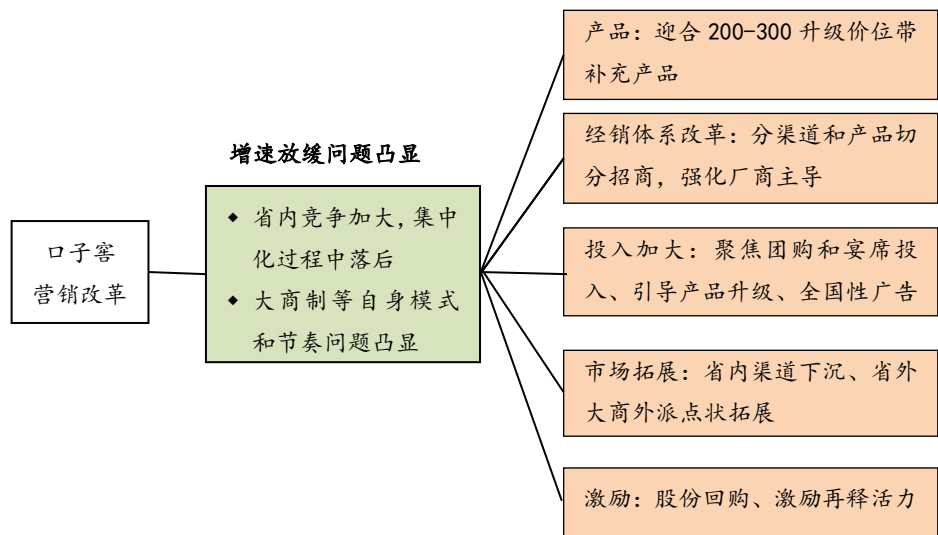 口子窖
营销改革
增速放缓问题凸显
◆ 省内竞争加大，集中
化过程中落后
◆ 大商制等自身模式
和节奏问题凸显
产品：迎合 200-300 升级价位带
补充产品
经销体系改革：分渠道和产品切
分招商，强化厂商主导
投入加大：聚焦团购和宴席投
入、引导产品升级、全国性广告
市场拓展：省内渠道下沉、省外
大商外派点状拓展
激励：股份回购、激励再释活力